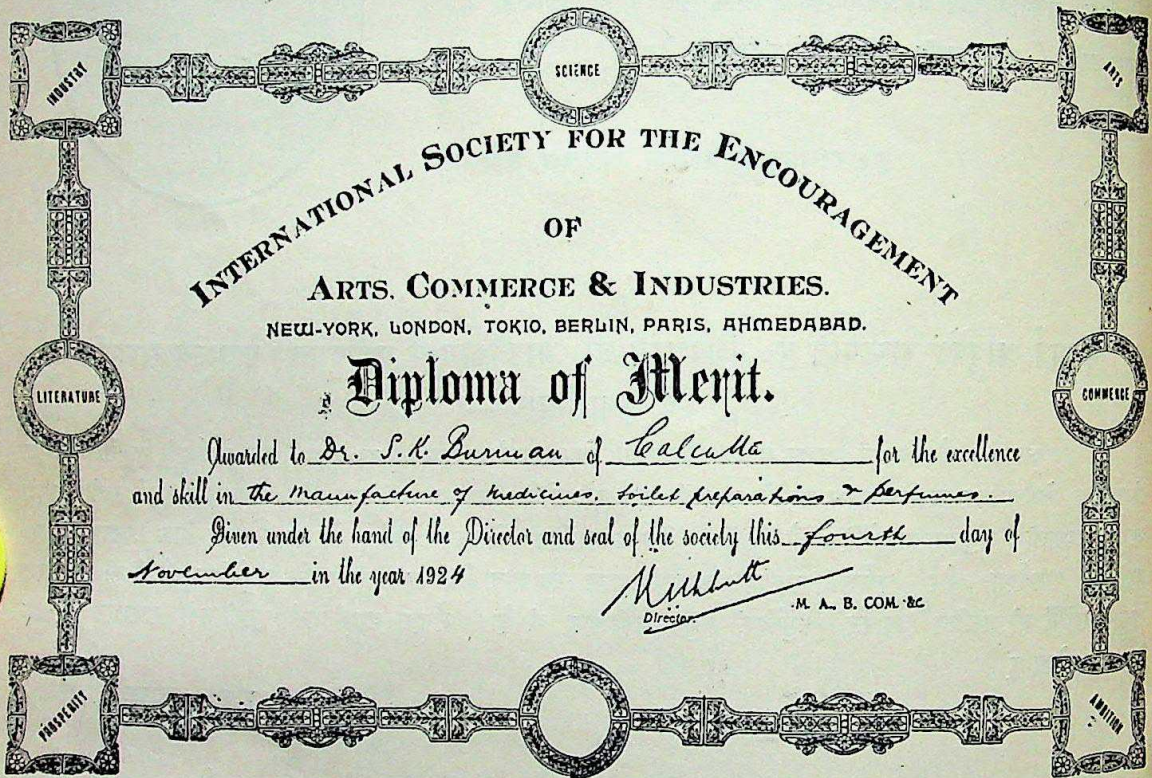 INDUSTRY
SCIENCE
ARTS
INTERNATIONAL SOCIETY FOR THE ENCOURAGEMENT
OF
ARTS, COMMERCE & INDUSTRIES.
NEW-YORK, LONDON, TOKIO, BERLIN, PARIS, AHMEDABAD.
Diploma of Merit.
LITERATURE
COMMERCE
Awarded to Dr. S.K. Burman of Calcutta for the excellence
and skill in the manufacture of medicines, toilet preparations & perfumes.
Given under the hand of the Director and seal of the society this fourth day of
November in the year 1924
Director.
M. A., B. COM. &C
PROSPERITY
AMBITION